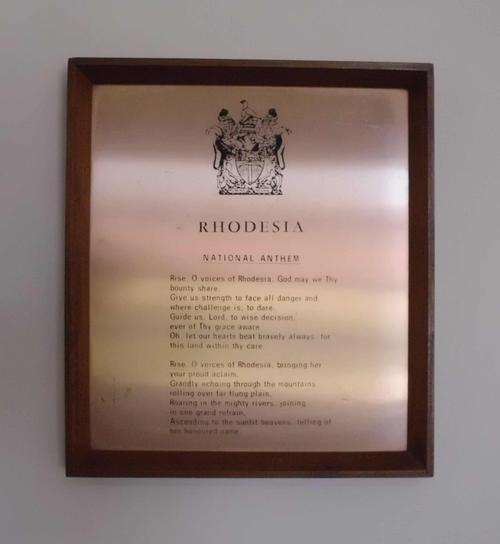 RHODESIA
NATIONAL ANTHEM
Rise, O voices of Rhodesia, God may we Thy
bounty share,
Give us strength to face all danger and
where challenge is, to dare.
Guide us, Lord, to wise decision,
ever of Thy grace aware
Oh, let our hearts beat bravely always, for
this land within thy care.
Rise, O voices of Rhodesia, bringing her
your proud acclaim,
Grandly echoing through the mountains,
rolling over far flung plain,
Roaring in the mighty rivers, joining
in one grand refrain,
Ascending to the sunlit heavens, telling of
her honoured name.